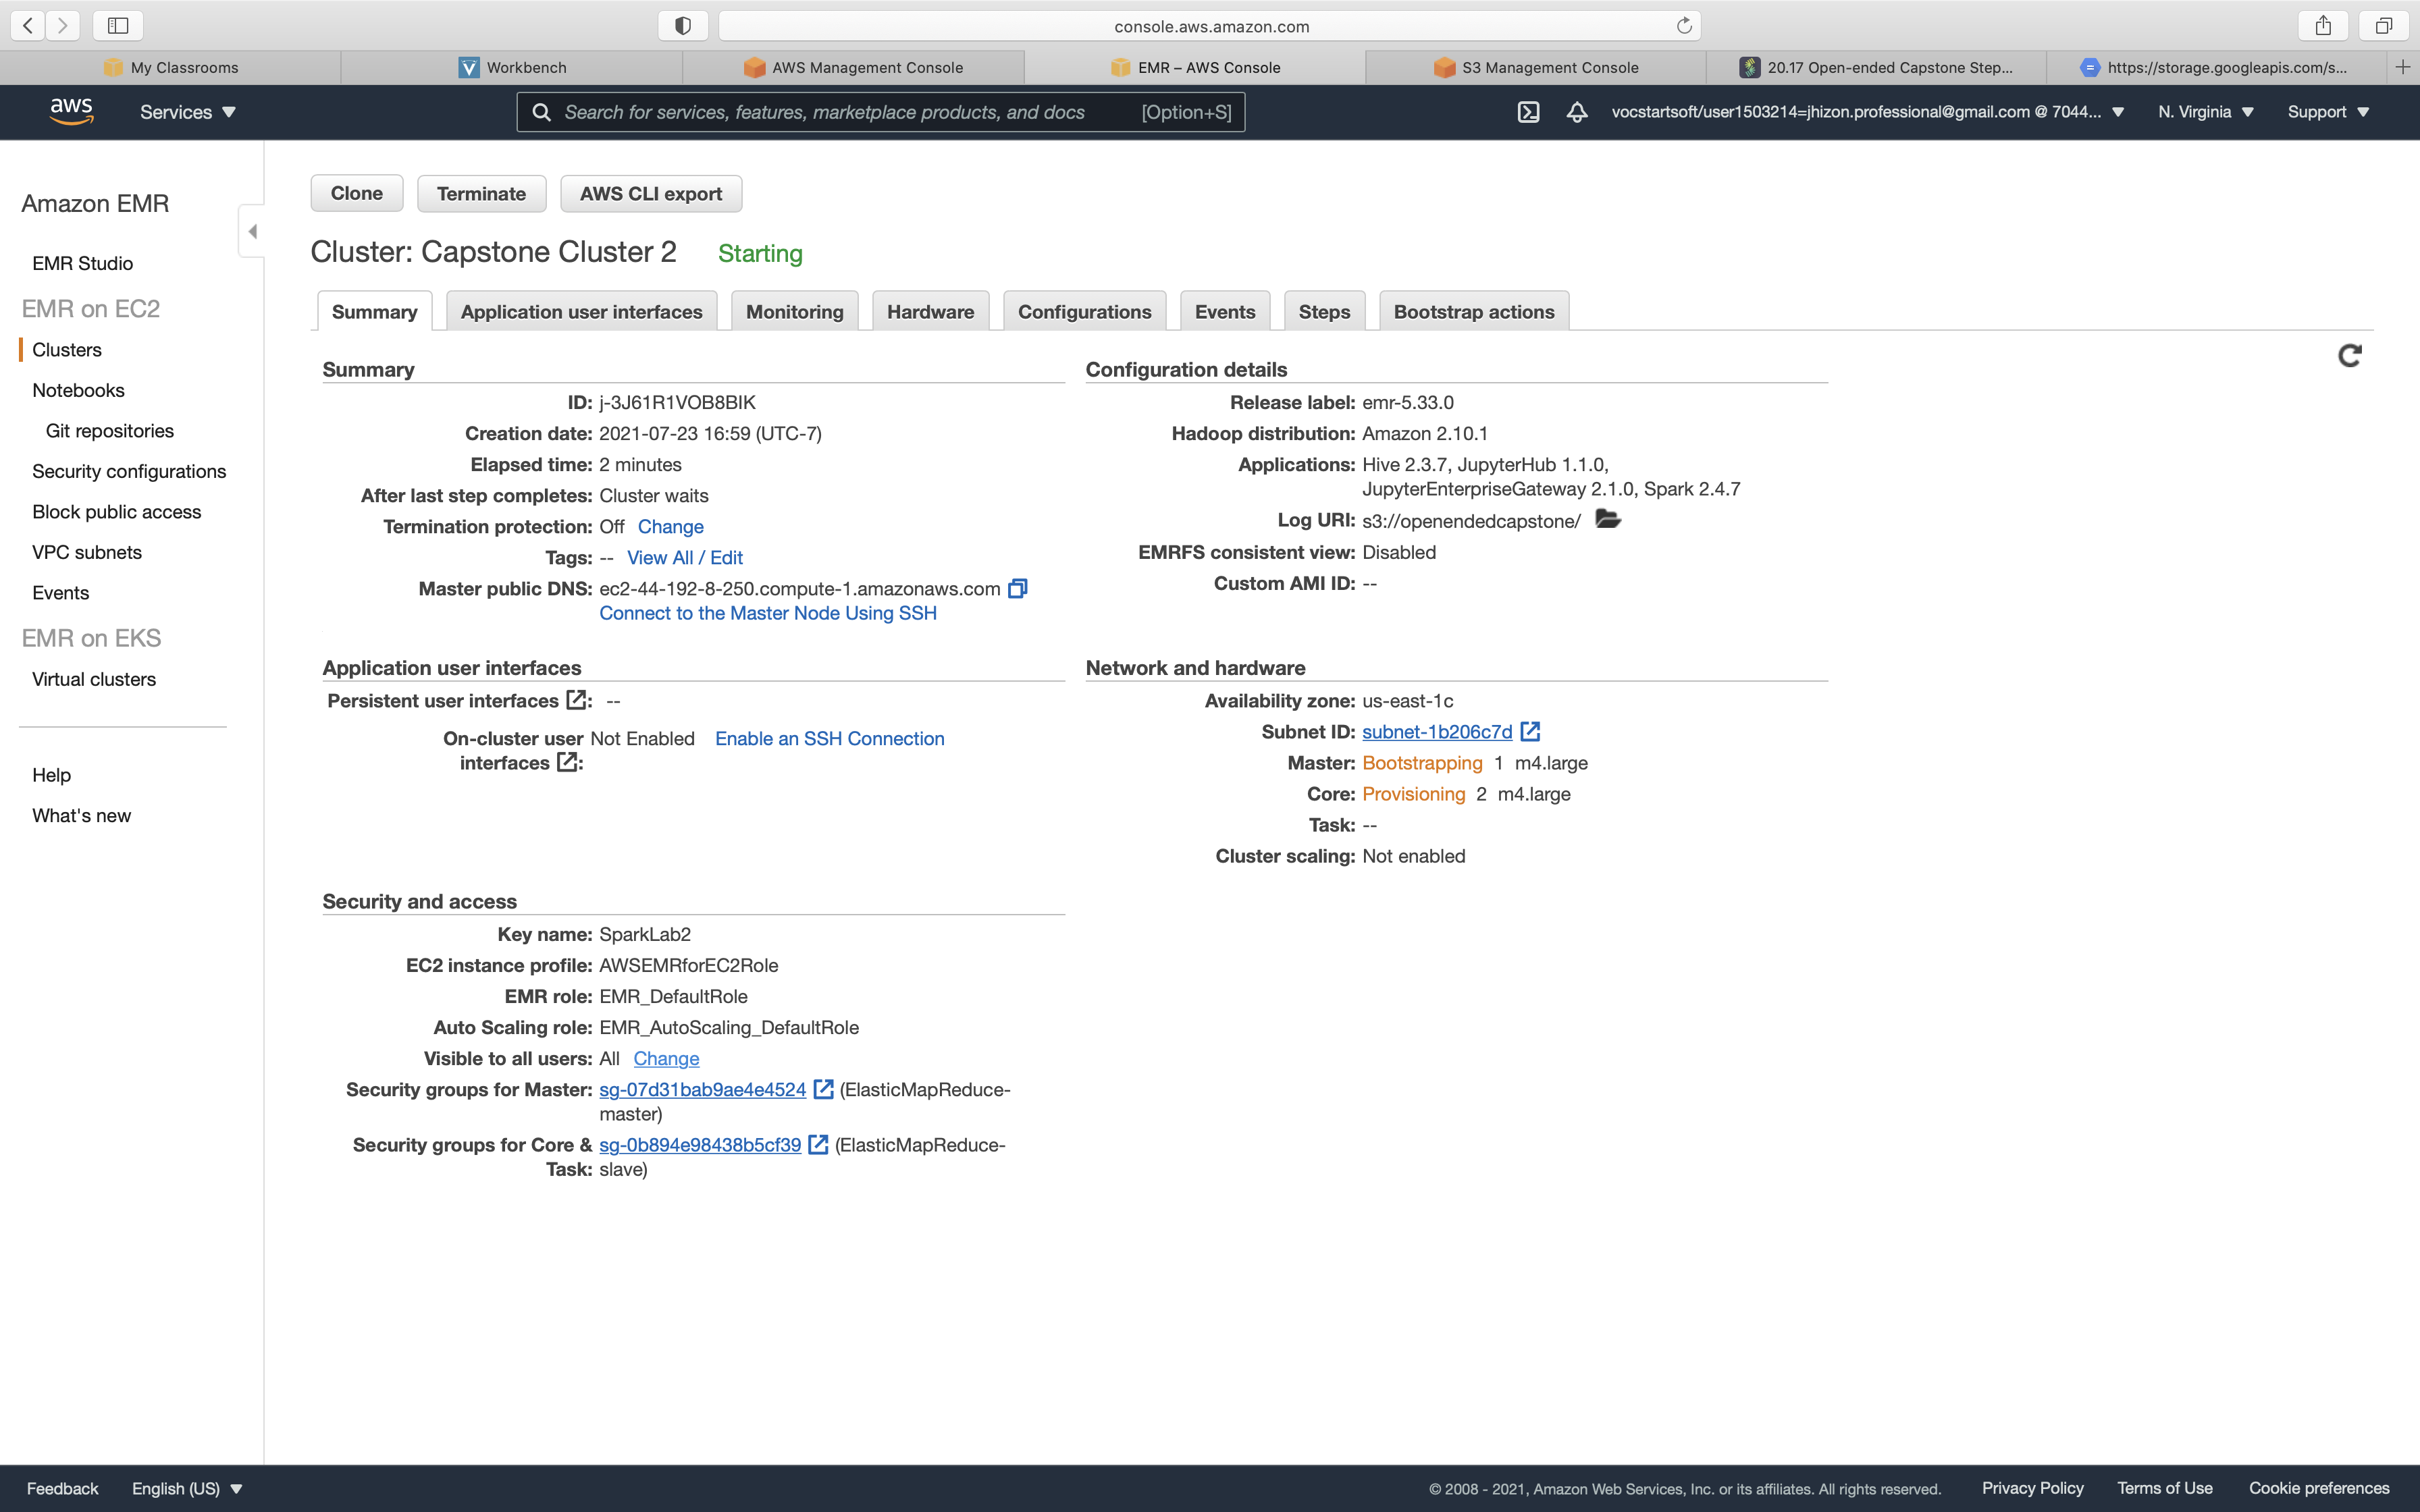 console.aws.amazon.com
My Classrooms
Workbench
AWS Management Console
EMR – AWS Console
S3 Management Console
20.17 Open-ended Capstone Step...
https://storage.googleapis.com/s...
aws
Services
Search for services, features, marketplace products, and docs [Option+S]
vocstartsoft/user1503214=jhizon.professional@gmail.com @ 7044...
N. Virginia
Support
Amazon EMR
EMR Studio
EMR on EC2
Clusters
Notebooks
Git repositories
Security configurations
Block public access
VPC subnets
Events
EMR on EKS
Virtual clusters
Help
What's new
Clone
Terminate
AWS CLI export
Cluster: Capstone Cluster 2 Starting
Summary
Application user interfaces
Monitoring
Hardware
Configurations
Events
Steps
Bootstrap actions
Summary
ID: j-3J61R1VOB8BIK
Creation date: 2021-07-23 16:59 (UTC-7)
Elapsed time: 2 minutes
After last step completes: Cluster waits
Termination protection: Off Change
Tags: -- View All / Edit
Master public DNS: ec2-44-192-8-250.compute-1.amazonaws.com
Connect to the Master Node Using SSH
Configuration details
Release label: emr-5.33.0
Hadoop distribution: Amazon 2.10.1
Applications: Hive 2.3.7, JupyterHub 1.1.0,
JupyterEnterpriseGateway 2.1.0, Spark 2.4.7
Log URI: s3://openendedcapstone/
EMRFS consistent view: Disabled
Custom AMI ID: --
Application user interfaces
Persistent user interfaces : --
On-cluster user Not Enabled Enable an SSH Connection
interfaces :
Network and hardware
Availability zone: us-east-1c
Subnet ID: subnet-1b206c7d
Master: Bootstrapping 1 m4.large
Core: Provisioning 2 m4.large
Task: --
Cluster scaling: Not enabled
Security and access
Key name: SparkLab2
EC2 instance profile: AWSEMRforEC2Role
EMR role: EMR_DefaultRole
Auto Scaling role: EMR_AutoScaling_DefaultRole
Visible to all users: All Change
Security groups for Master: sg-07d31bab9ae4e4524 (ElasticMapReduce-
master)
Security groups for Core & sg-0b894e98438b5cf39 (ElasticMapReduce-
Task: slave)
Feedback
English (US)
© 2008 - 2021, Amazon Web Services, Inc. or its affiliates. All rights reserved.
Privacy Policy
Terms of Use
Cookie preferences